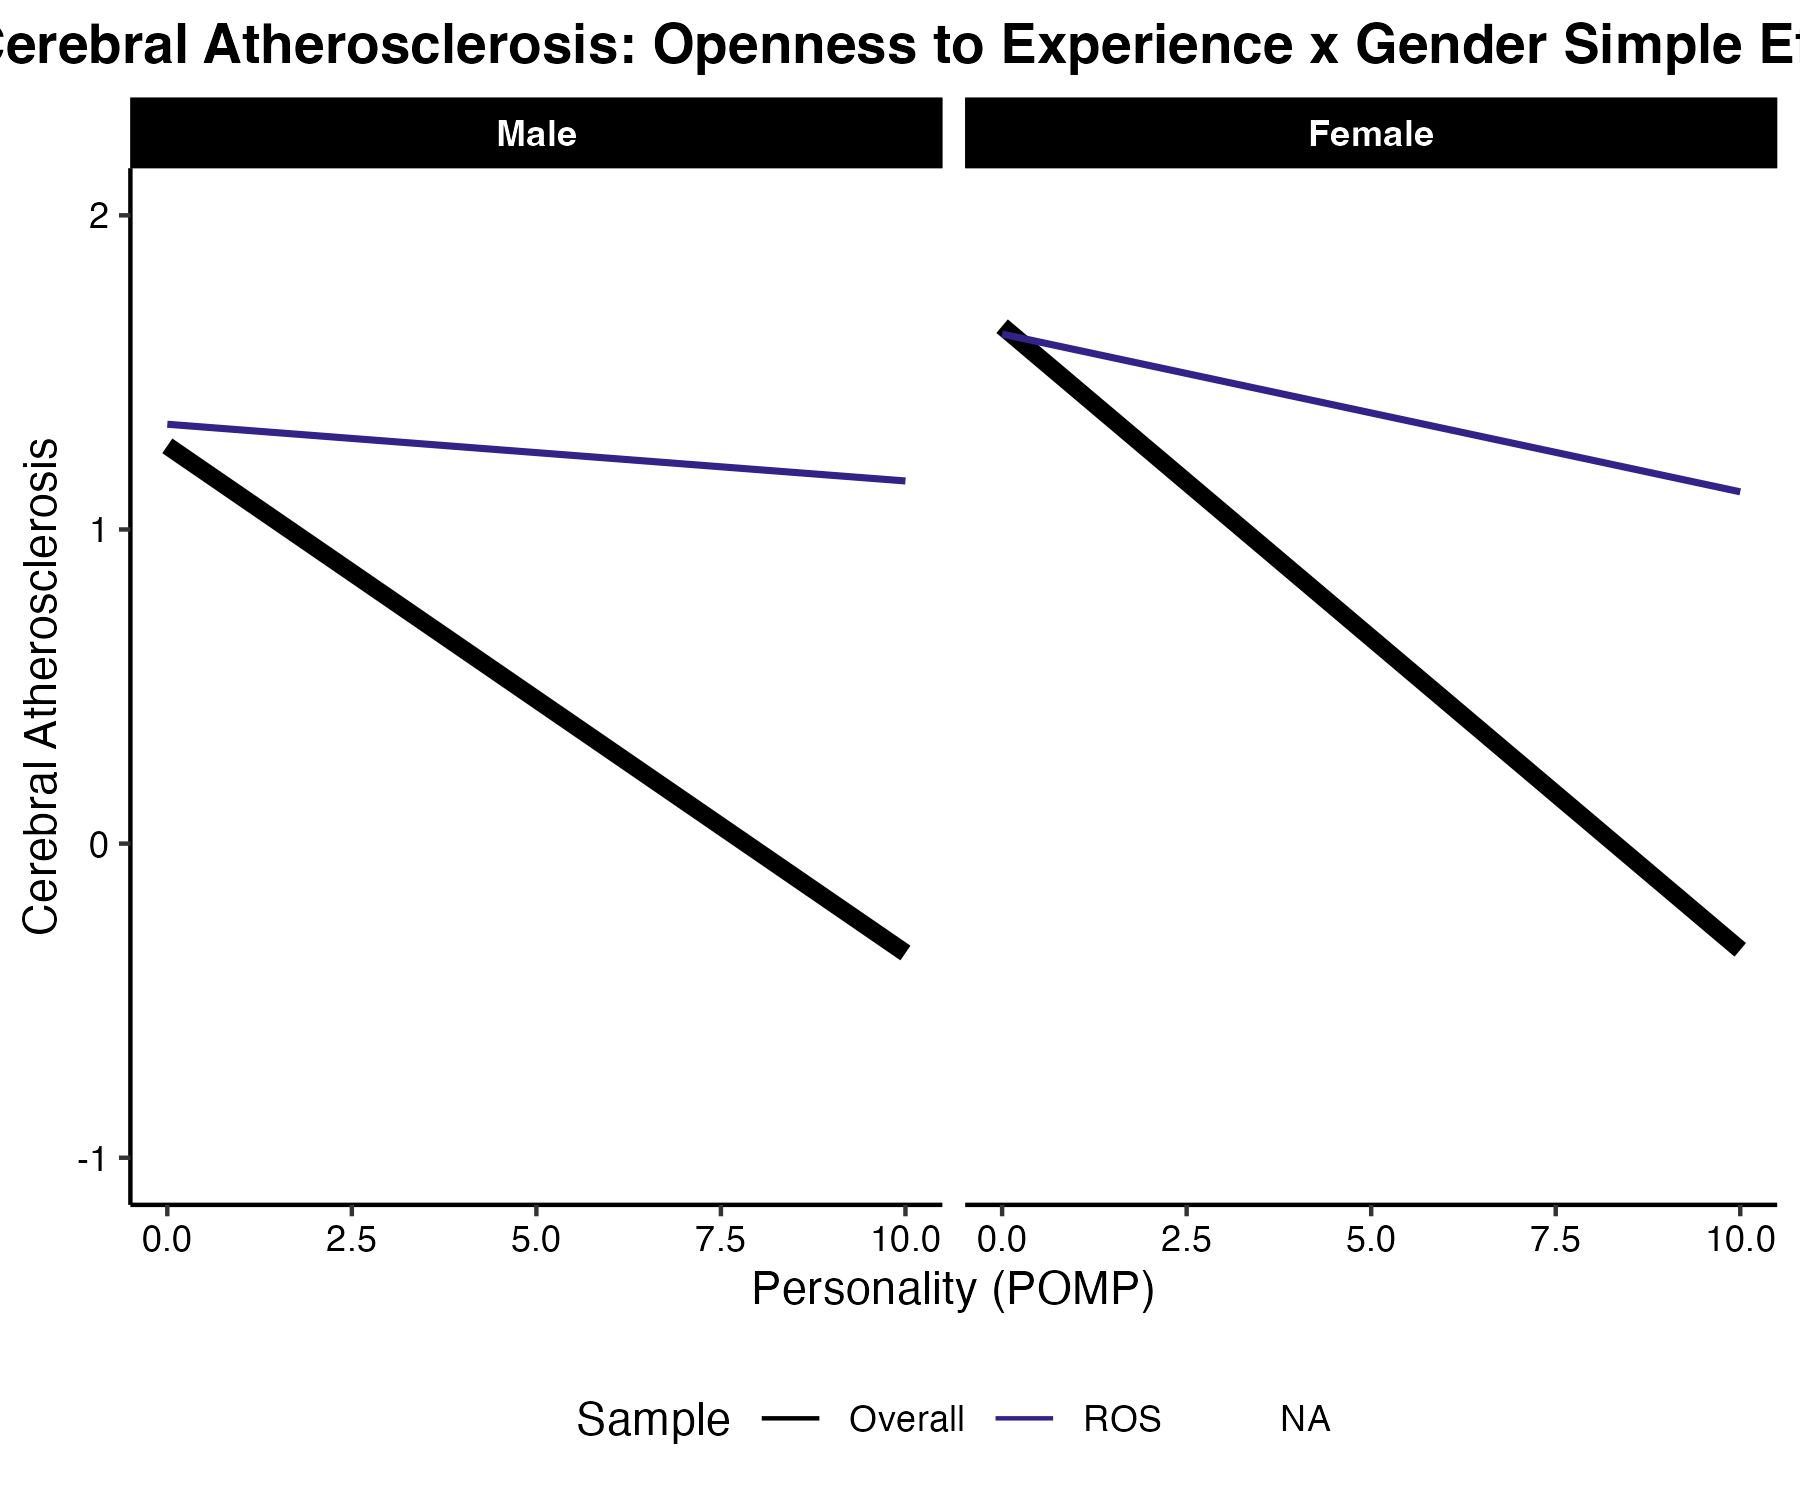 Cerebral Atherosclerosis: Openness to Experience x Gender Simple Ef
Male
Female
Cerebral Atherosclerosis
2
1
0
-1
0.0 2.5 5.0 7.5 10.0
0.0 2.5 5.0 7.5 10.0
Personality (POMP)
Sample Overall ROS NA